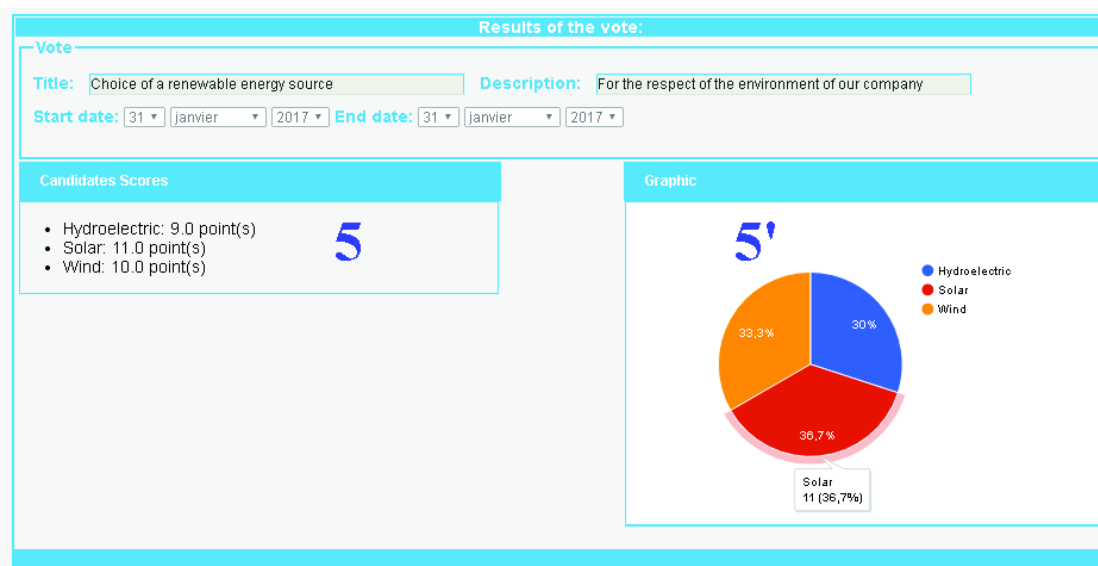 Results of the vote:
Vote
Title: Choice of a renewable energy source Description: For the respect of the environment of our company
Start date: 31 janvier 2017 End date: 31 janvier 2017
Candidates Scores
• Hydroelectric: 9.0 point(s)
• Solar: 11.0 point(s)
• Wind: 10.0 point(s)
5
Graphic
5'
Hydroelectric
Solar
Wind
33,3%
30%
36,7%
Solar
11 (36,7%)